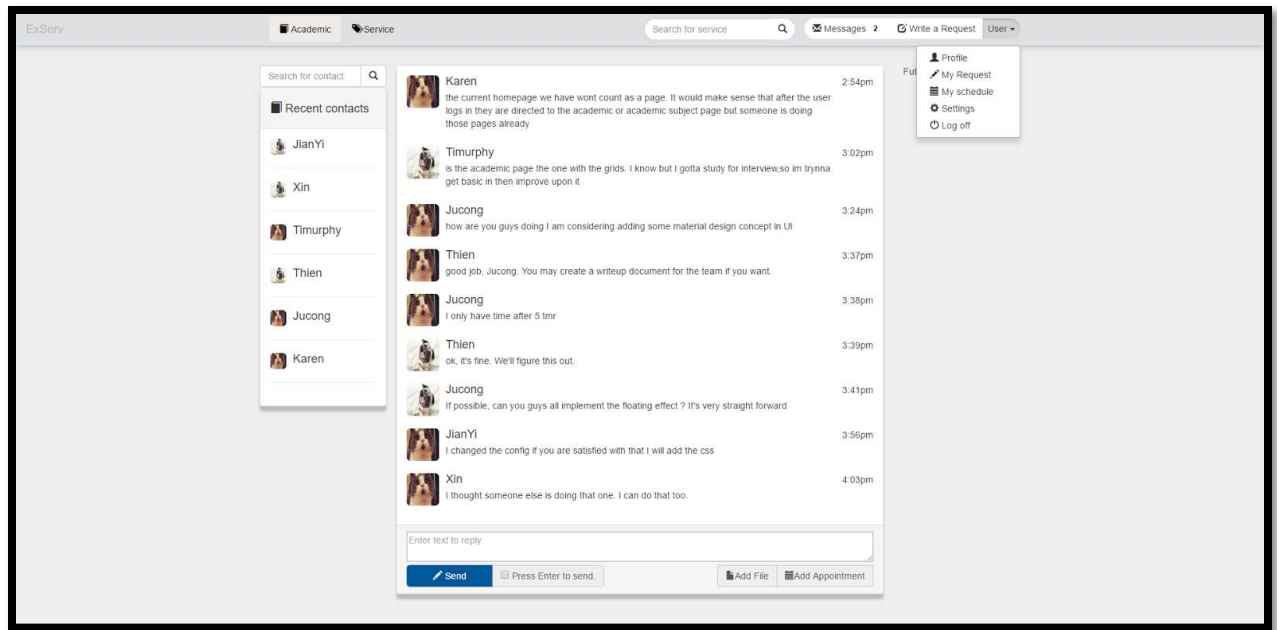 ExServ
Academic
Service
Search for service
Messages 2
Write a Request
User
Profile
My Request
My schedule
Settings
Log off
Fut
Search for contact
Recent contacts
JianYi
Xin
Timurphy
Thien
Jucong
Karen
Karen 2:54pm
the current homepage we have wont count as a page. It would make sense that after the user
logs in they are directed to the academic or academic subject page but someone is doing
those pages already
Timurphy 3:02pm
is the academic page the one with the grids. I know but I gotta study for interview,so im trynna
get basic in then improve upon it
Jucong 3:24pm
how are you guys doing I am considering adding some material design concept in UI
Thien 3:37pm
good job, Jucong. You may create a writeup document for the team if you want.
Jucong 3:38pm
I only have time after 5 tmr
Thien 3:39pm
ok, it's fine. We'll figure this out.
Jucong 3:41pm
If possible, can you guys all implement the floating effect ? It's very straight forward
JianYi 3:56pm
I changed the config if you are satisfied with that I will add the css
Xin 4:03pm
I thought someone else is doing that one. I can do that too.
Enter text to reply
Send
Press Enter to send.
Add File
Add Appointment